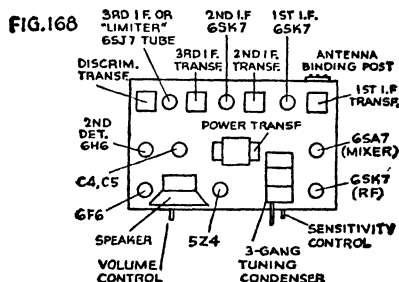 FIG.168
3RD I.F. OR
"LIMITER"
6SJ7 TUBE
2ND I.F
6SK7
1ST I.F.
6SK7
3RD I F.
TRANSF.
2ND I.F.
TRANSF.
ANTENNA
BINDING POST
DISCRIM.
TRANSF.
1ST I.F
TRANSF.
POWER TRANSF
2ND
DET.
6H6
6SA7
(MIXER)
C4,C5
6SK7
(RF)
6F6
SPEAKER
5Z4
SENSITIVITY
CONTROL
VOLUME
CONTROL
3-GANG
TUNING
CONDENSER